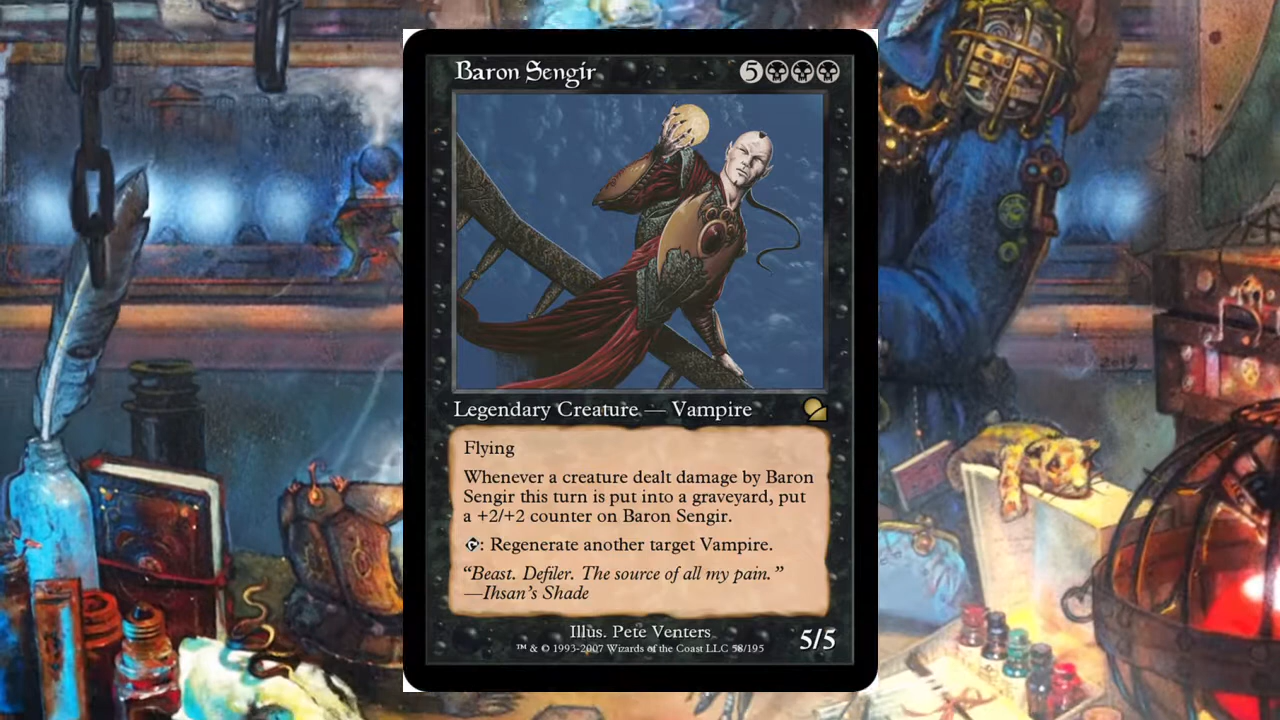 Baron Sengir 5
Legendary Creature — Vampire
Flying
Whenever a creature dealt damage by Baron
Sengir this turn is put into a graveyard, put
a +2/+2 counter on Baron Sengir.
: Regenerate another target Vampire.
“Beast. Defiler. The source of all my pain.”
—Ihsan's Shade
Illus. Pete Venters
™ & © 1993-2007 Wizards of the Coast LLC 58/195
5/5
2019